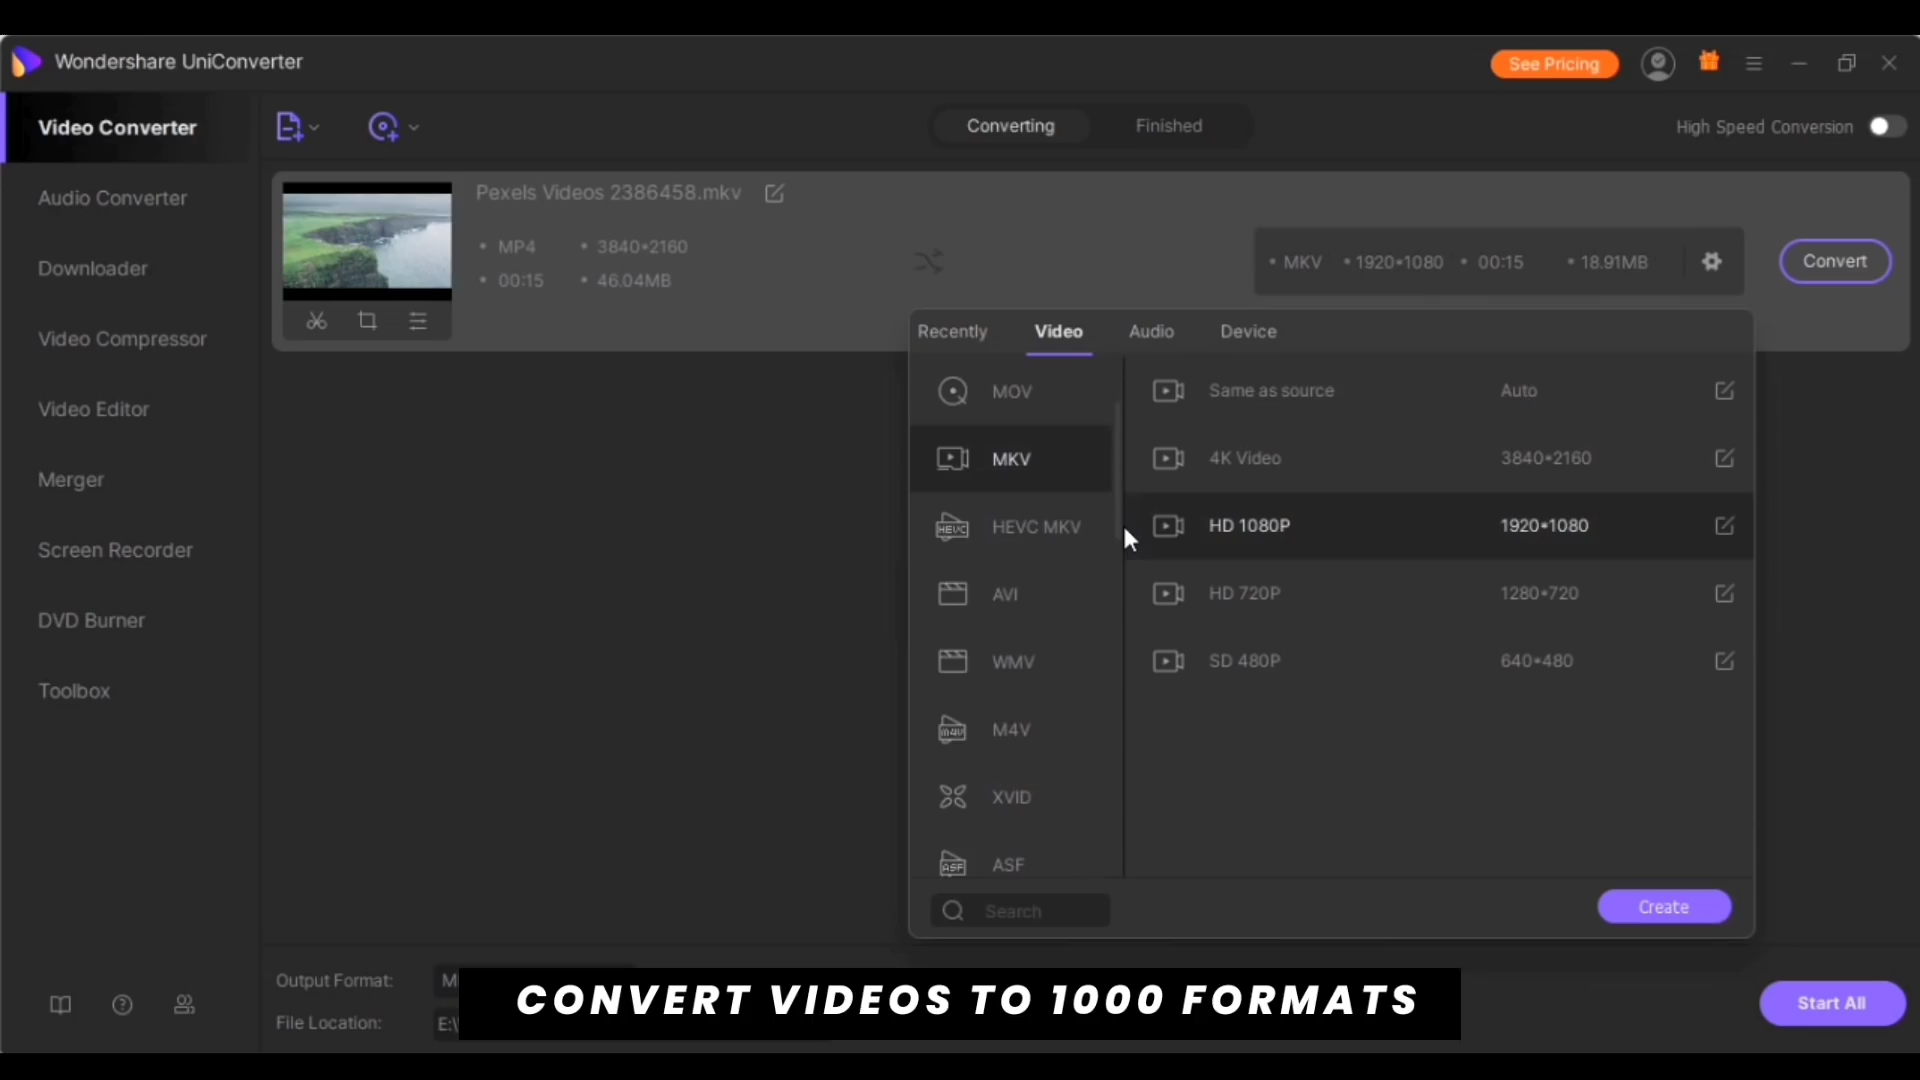 Wondershare UniConverter
See Pricing
Video Converter
Converting
Finished
High Speed Conversion
Audio Converter
Downloader
Video Compressor
Video Editor
Merger
Screen Recorder
DVD Burner
Toolbox
Pexels Videos 2386458.mkv
• MP4 • 3840*2160
• 00:15 • 46.04MB
• MKV • 1920*1080 • 00:15 • 18.91MB
Convert
Recently Video Audio Device
MOV
MKV
HEVC MKV
AVI
WMV
M4V
XVID
ASF
Same as source Auto
4K Video 3840*2160
HD 1080P 1920*1080
HD 720P 1280*720
SD 480P 640*480
Search
Create
Output Format: M
File Location: E:\
CONVERT VIDEOS TO 1000 FORMATS
Start All